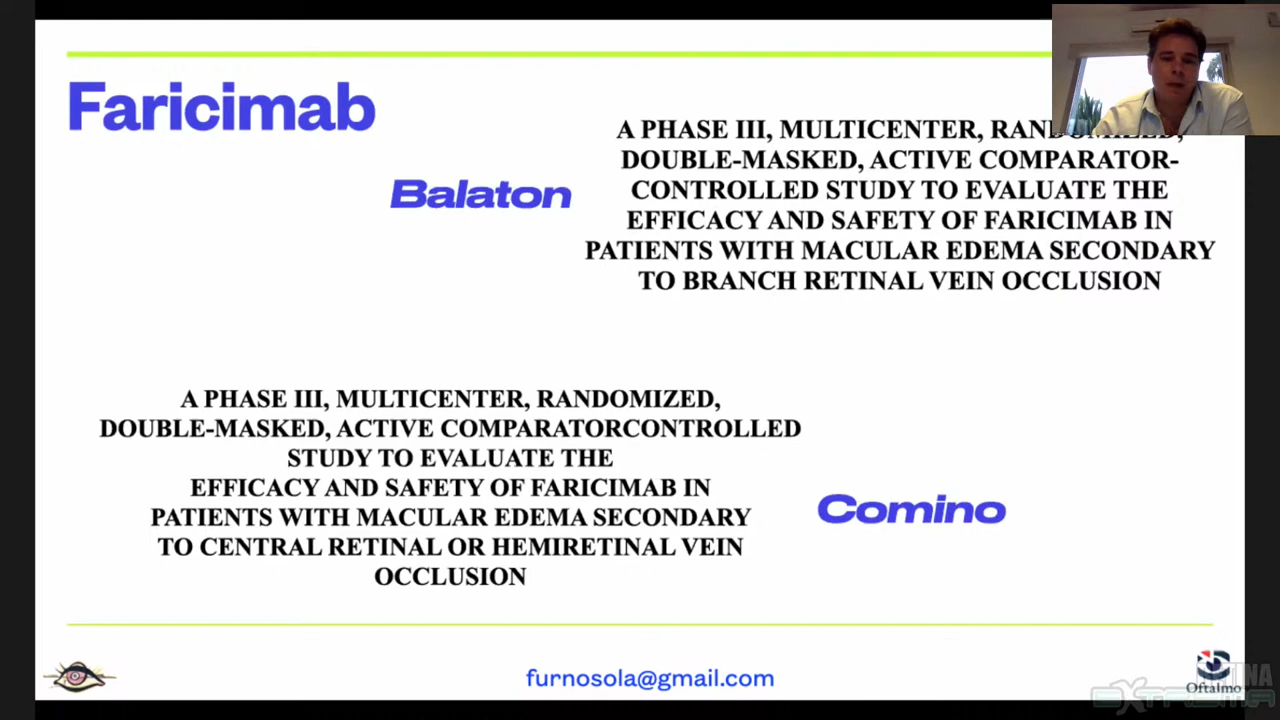 Faricimab
Balaton
A PHASE III, MULTICENTER, RANDOMIZED,
DOUBLE-MASKED, ACTIVE COMPARATOR-
CONTROLLED STUDY TO EVALUATE THE
EFFICACY AND SAFETY OF FARICIMAB IN
PATIENTS WITH MACULAR EDEMA SECONDARY
TO BRANCH RETINAL VEIN OCCLUSION
A PHASE III, MULTICENTER, RANDOMIZED,
DOUBLE-MASKED, ACTIVE COMPARATORCONTROLLED
STUDY TO EVALUATE THE
EFFICACY AND SAFETY OF FARICIMAB IN
PATIENTS WITH MACULAR EDEMA SECONDARY
TO CENTRAL RETINAL OR HEMIRETINAL VEIN
OCCLUSION
Comino
furnosola@gmail.com
Oftalmo
EXTREMA